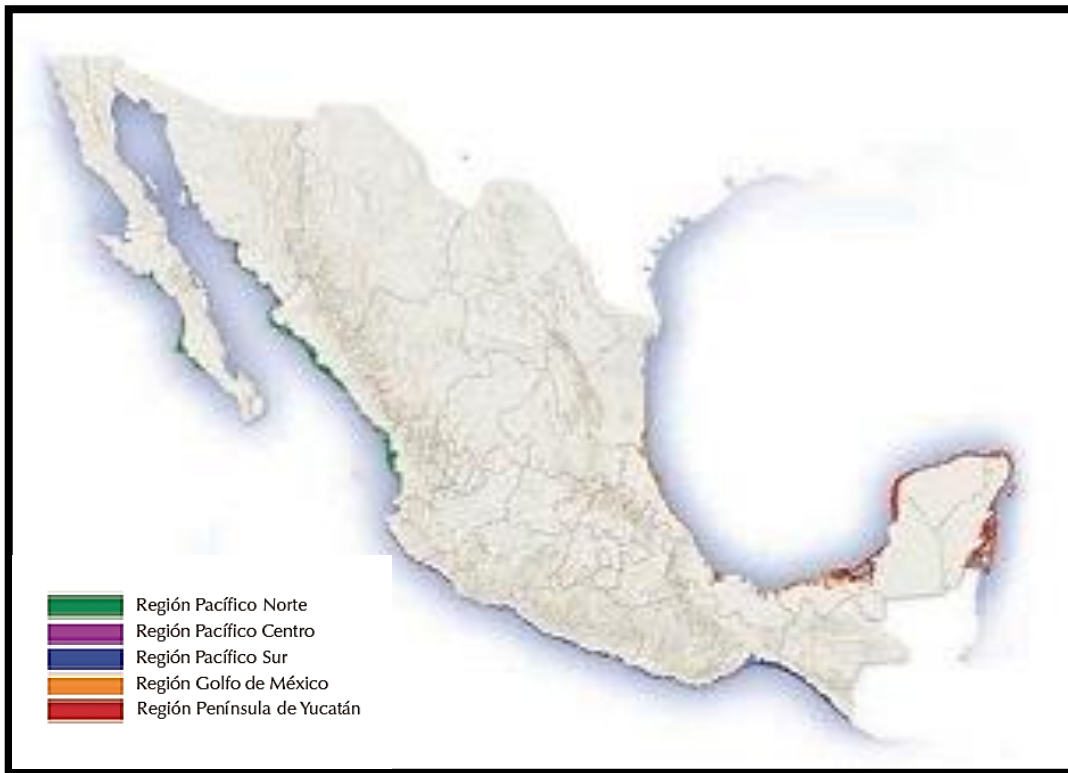 Región Pacífico Norte
Región Pacífico Centro
Región Pacífico Sur
Región Golfo de México
Región Península de Yucatán